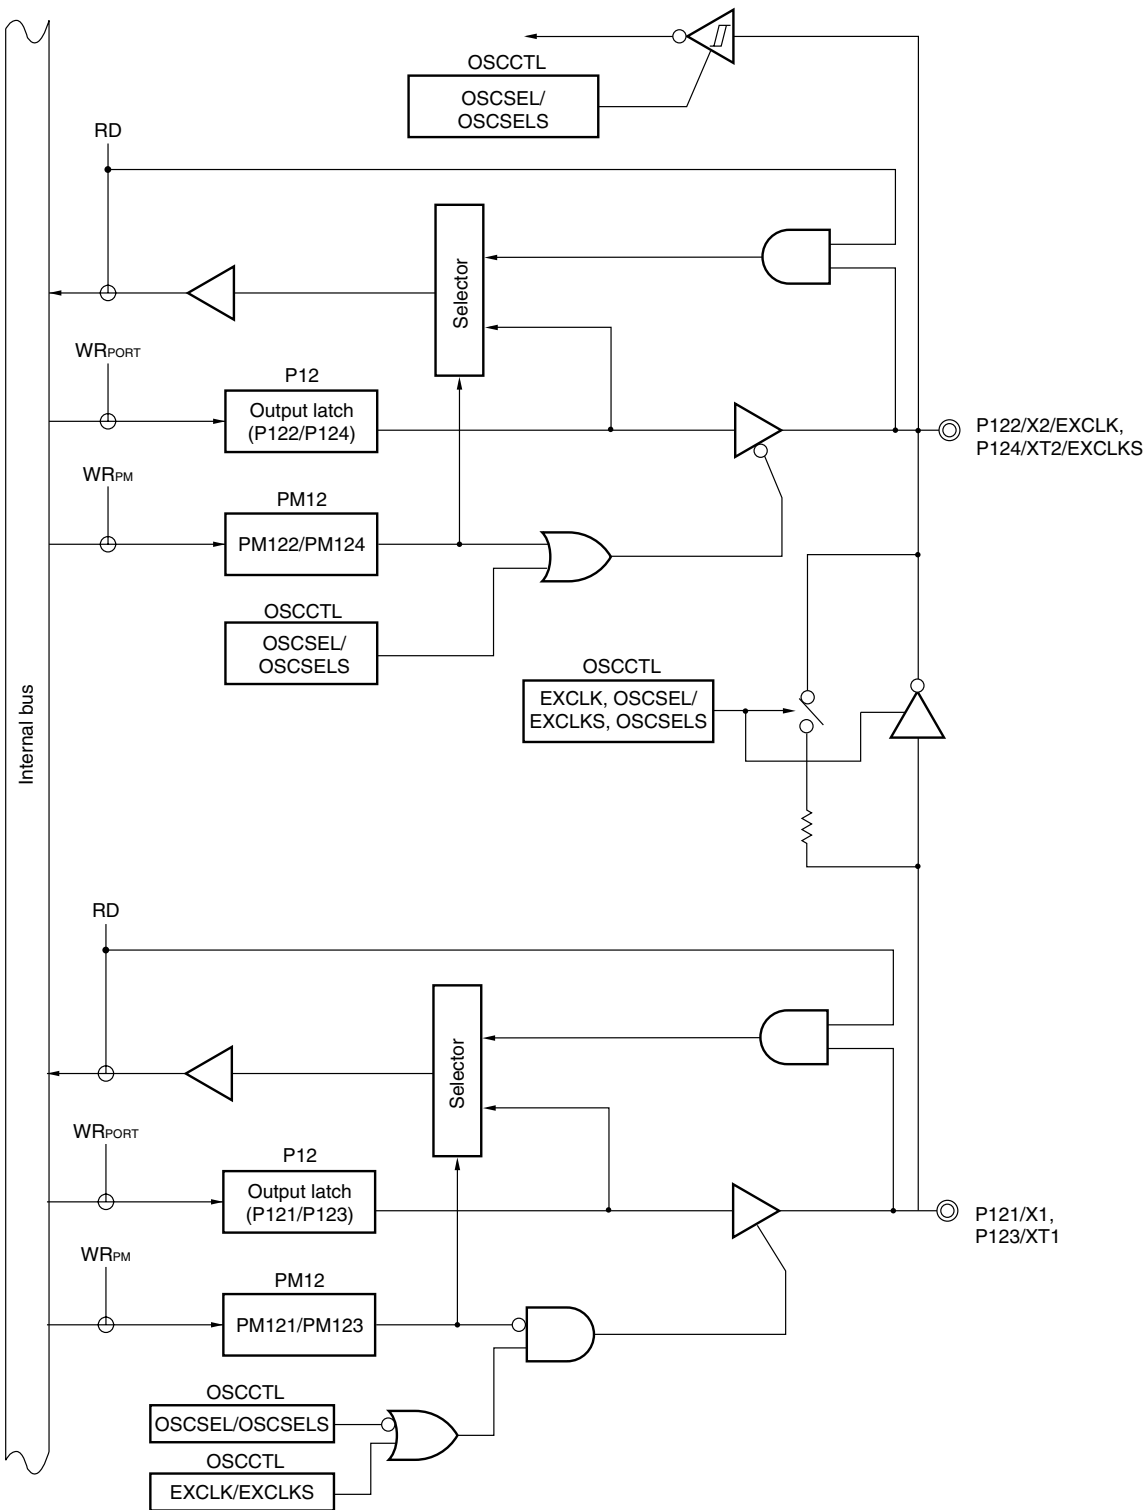 OSCCTL
OSCSEL/
OSCSELS
RD
Selector
WRPORT
P12
Output latch
(P122/P124)
P122/X2/EXCLK,
P124/XT2/EXCLKS
WRPM
PM12
PM122/PM124
OSCCTL
OSCSEL/
OSCSELS
OSCCTL
EXCLK, OSCSEL/
EXCLKS, OSCSELS
Internal bus
RD
Selector
WRPORT
P12
Output latch
(P121/P123)
P121/X1,
P123/XT1
WRPM
PM12
PM121/PM123
OSCCTL
OSCSEL/OSCSELS
OSCCTL
EXCLK/EXCLKS